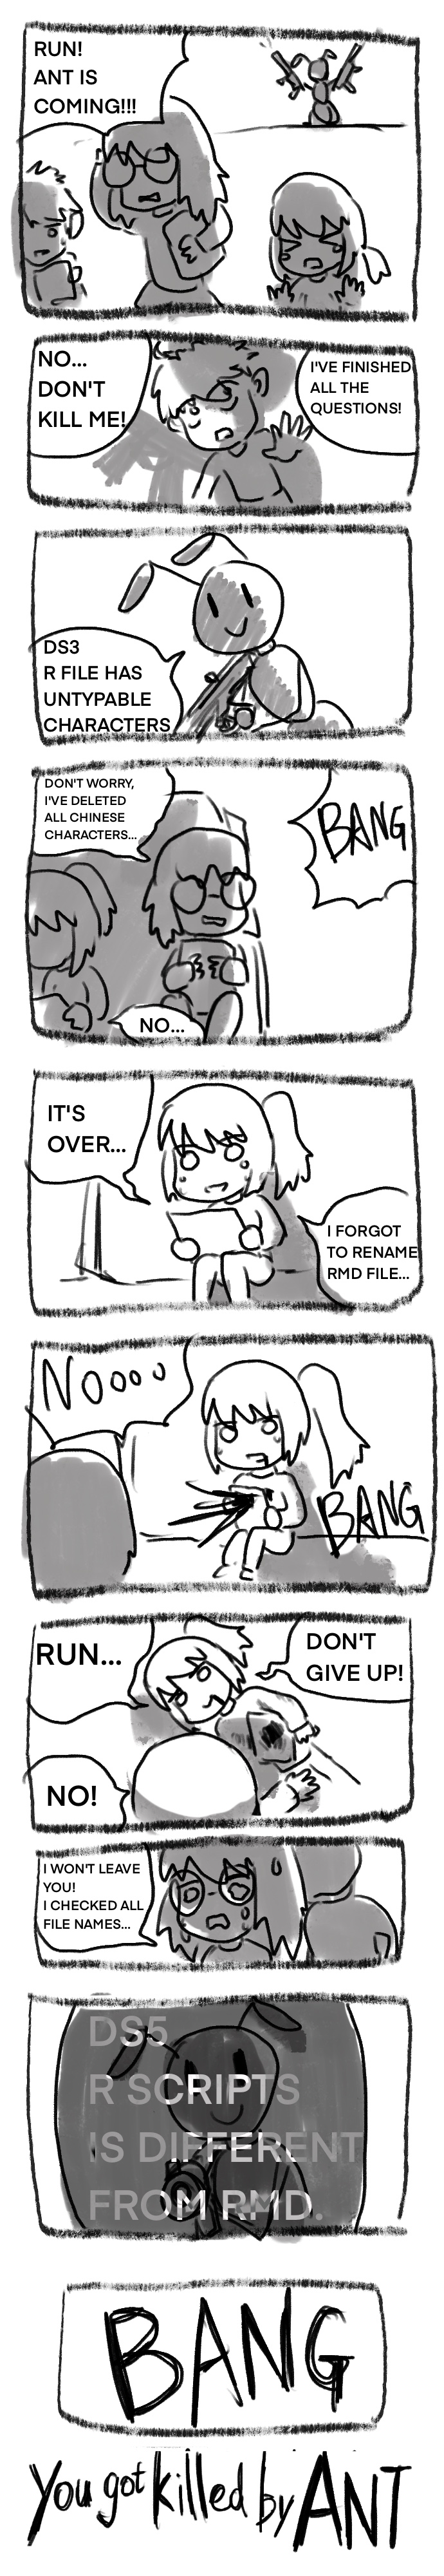 RUN!
ANT IS
COMING!!!
NO...
DON'T
KILL ME!
I'VE FINISHED
ALL THE
QUESTIONS!
DS3
R FILE HAS
UNTYPABLE
CHARACTERS
DON'T WORRY,
I'VE DELETED
ALL CHINESE
CHARACTERS...
BANG
NO...
IT'S
OVER...
I FORGOT
TO RENAME
RMD FILE...
NOOOO
BANG
RUN...
DON'T
GIVE UP!
NO!
I WON'T LEAVE
YOU!
I CHECKED ALL
FILE NAMES...
DS5
R SCRIPTS
IS DIFFERENT
FROM RMD.
BANG
You got killed by ANT